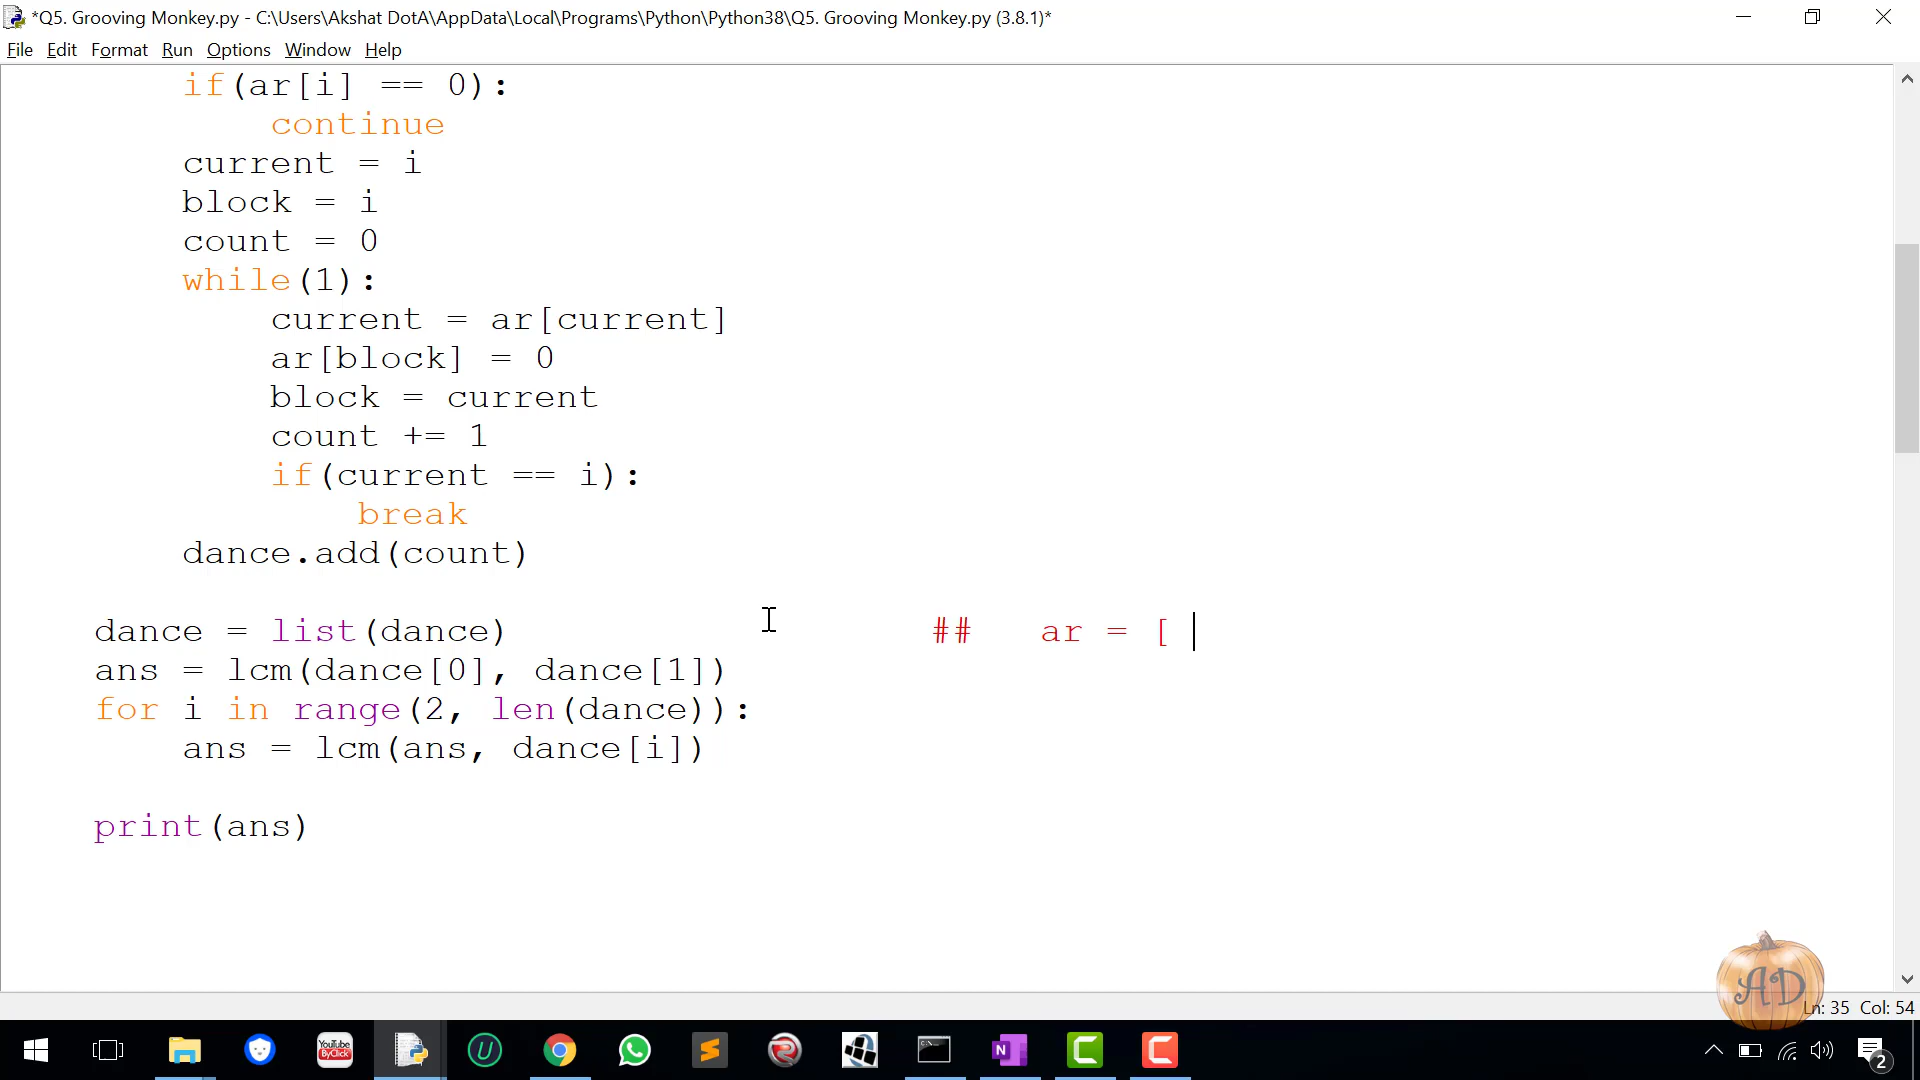 *Q5. Grooving Monkey.py - C:\Users\Akshat DotA\AppData\Local\Programs\Python\Python38\Q5. Grooving Monkey.py (3.8.1)*
File Edit Format Run Options Window Help
if(ar[i] == 0):
continue
current = i
block = i
count = 0
while(1):
current = ar[current]
ar[block] = 0
block = current
count += 1
if(current == i):
break
dance.add(count)
dance = list(dance) ## ar = [
ans = lcm(dance[0], dance[1])
for i in range(2, len(dance)):
ans = lcm(ans, dance[i])
print(ans)
AD
Ln: 35 Col: 54
YouTube
ByClick
2